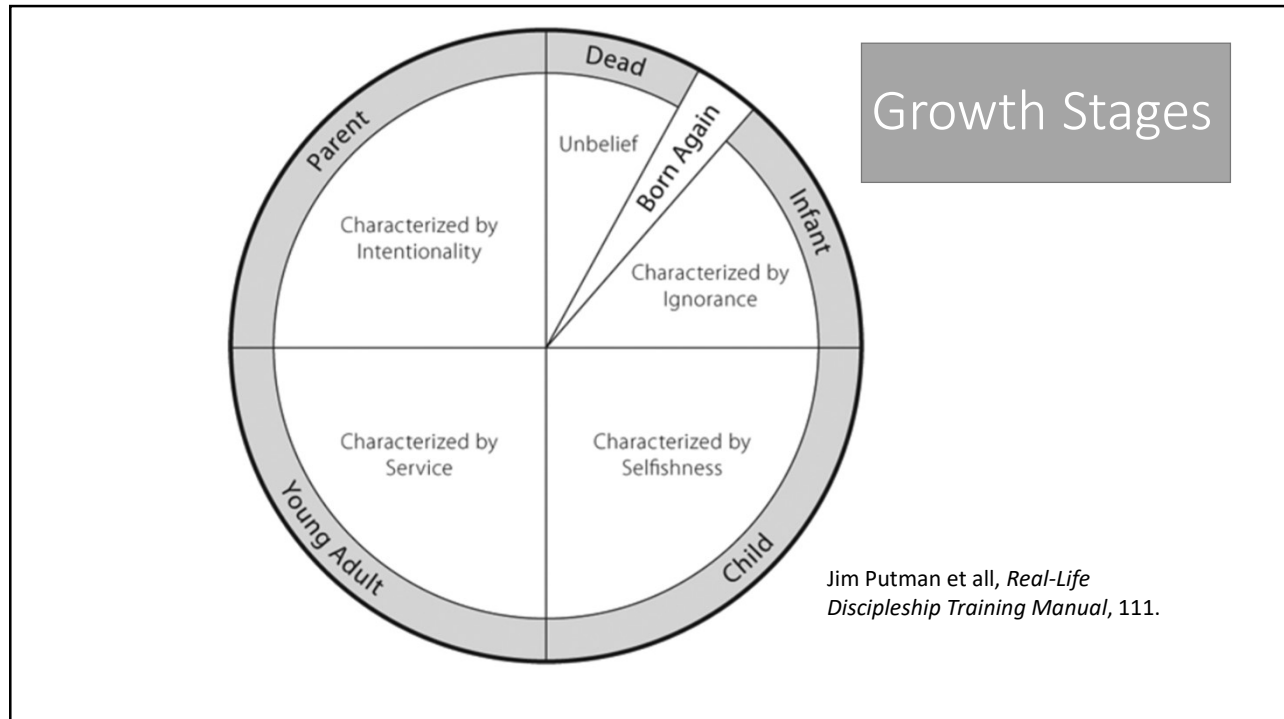 Growth Stages
Dead
Unbelief
Born Again
Infant
Characterized by
Ignorance
Child
Characterized by
Selfishness
Young Adult
Characterized by
Service
Parent
Characterized by
Intentionality
Jim Putman et all, Real-Life
Discipleship Training Manual, 111.